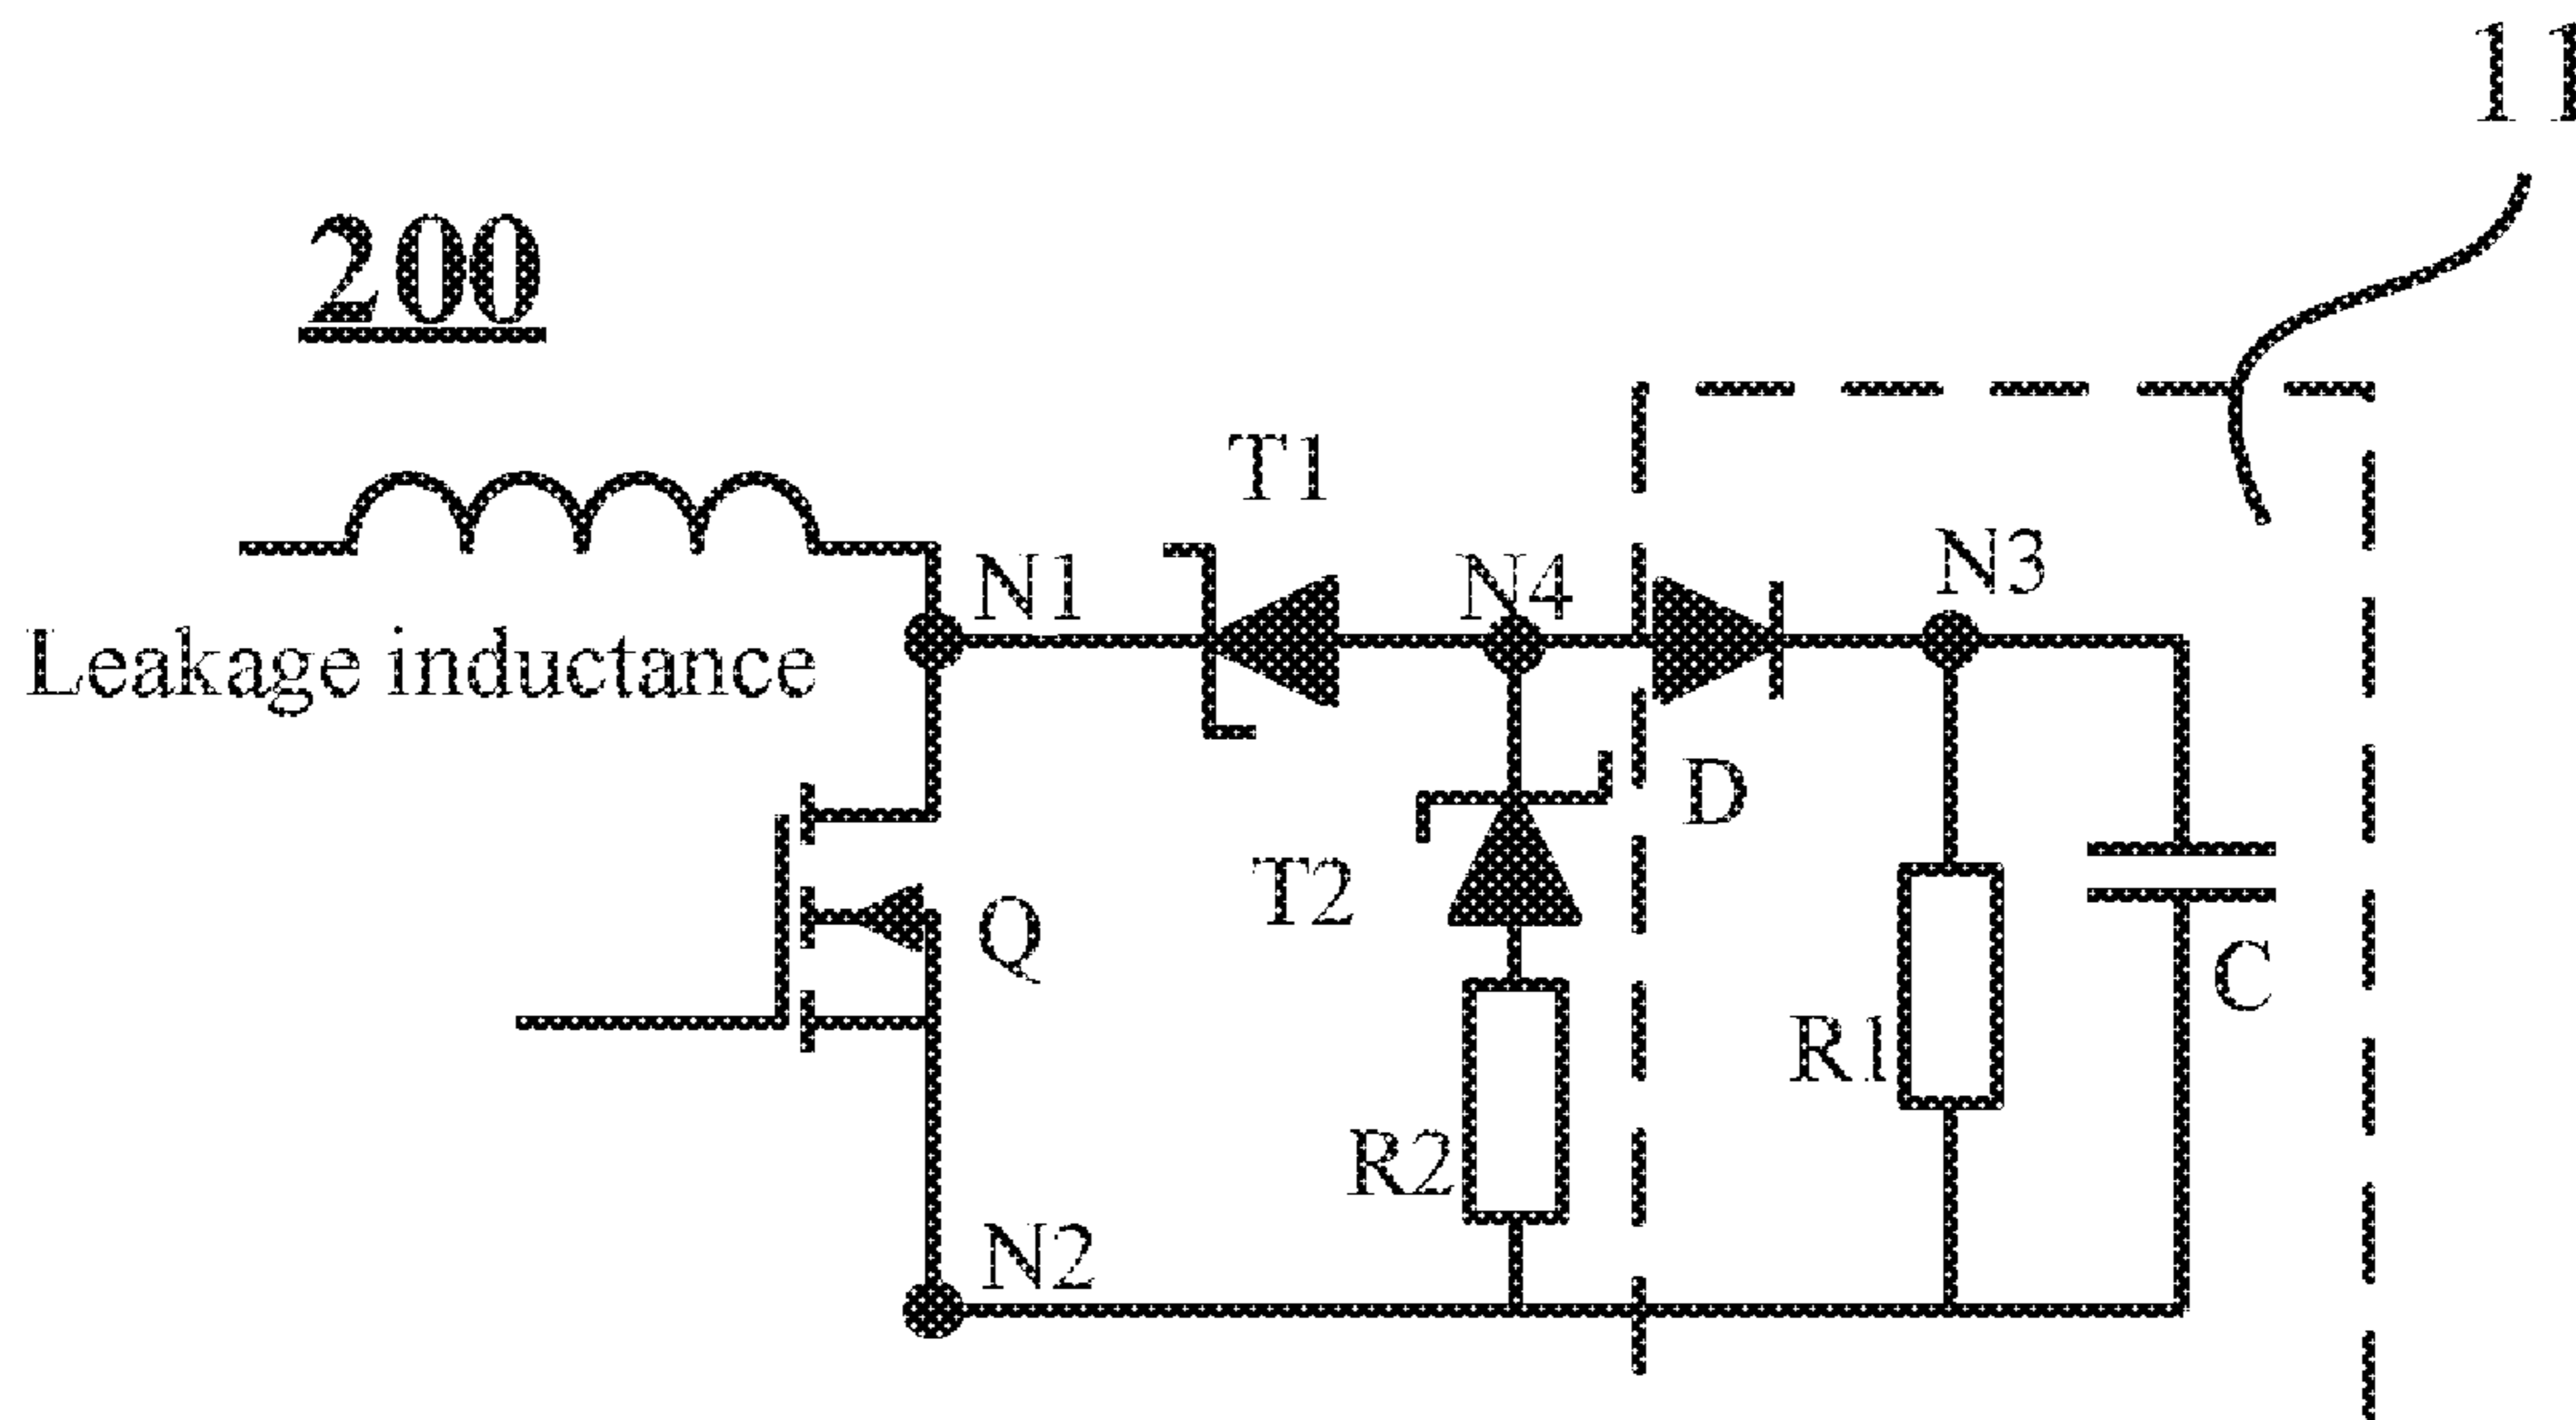 11
200
T1
N1
N4
N3
Leakage inductance
D
T2
Q
C
R1
R2
N2